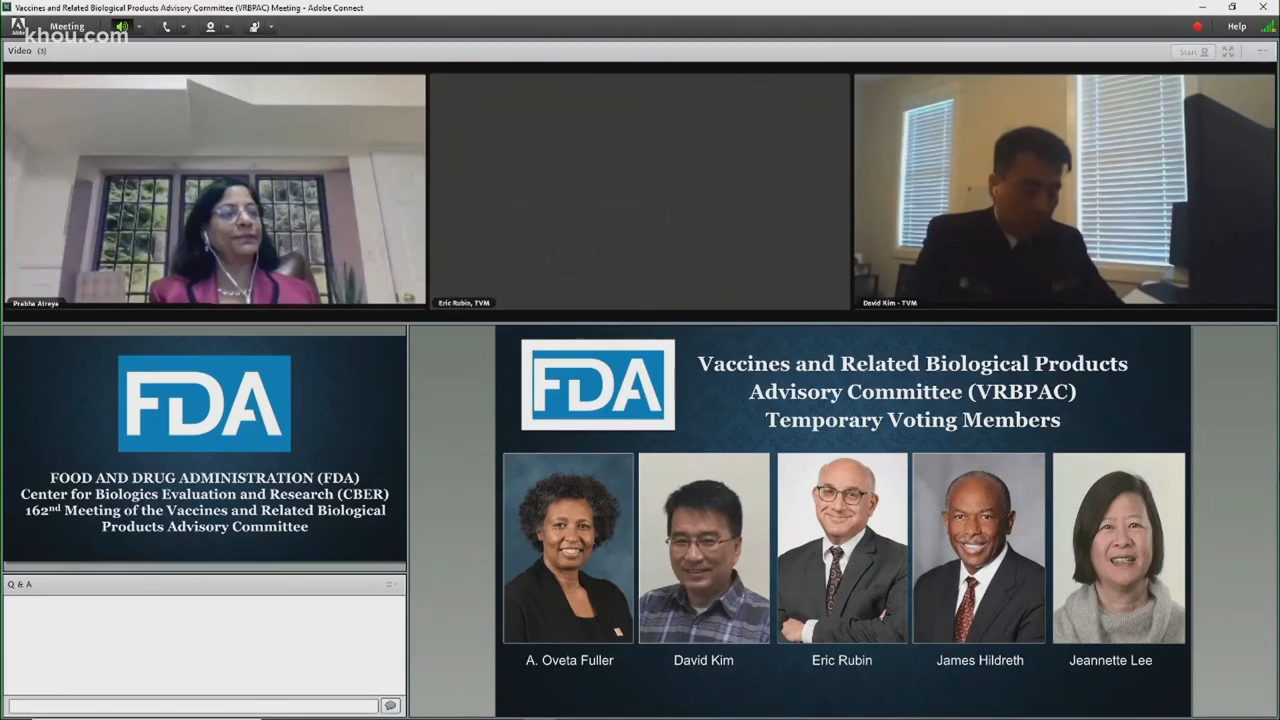 Vaccines and Related Biological Products Advisory Committee (VRBPAC) Meeting - Adobe Connect
Adobe
Meeting
Help
khou.com
Video (3)
Start
Prabha Atreya
Eric Rubin, TVM
David Kim - TVM
FDA
FOOD AND DRUG ADMINISTRATION (FDA)
Center for Biologics Evaluation and Research (CBER)
162nd Meeting of the Vaccines and Related Biological
Products Advisory Committee
Q & A
FDA
Vaccines and Related Biological Products
Advisory Committee (VRBPAC)
Temporary Voting Members
A. Oveta Fuller
David Kim
Eric Rubin
James Hildreth
Jeannette Lee